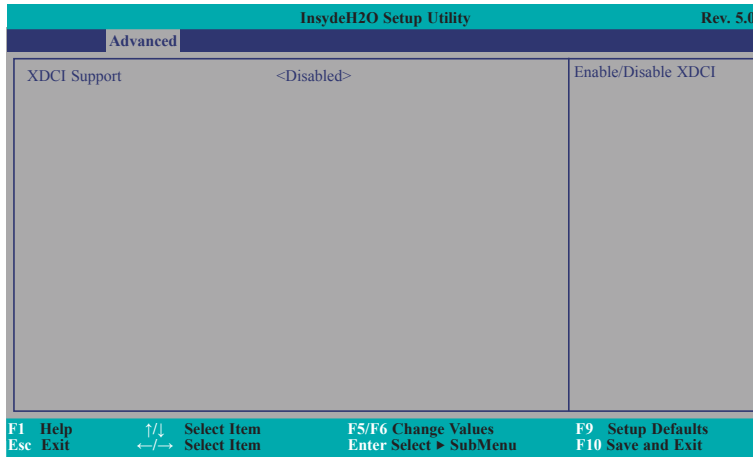 InsydeH2O Setup Utility Rev. 5.0
Advanced
XDCI Support <Disabled> Enable/Disable XDCI
F1 Help ↑/↓ Select Item F5/F6 Change Values F9 Setup Defaults
Esc Exit ←/→ Select Item Enter Select ► SubMenu F10 Save and Exit